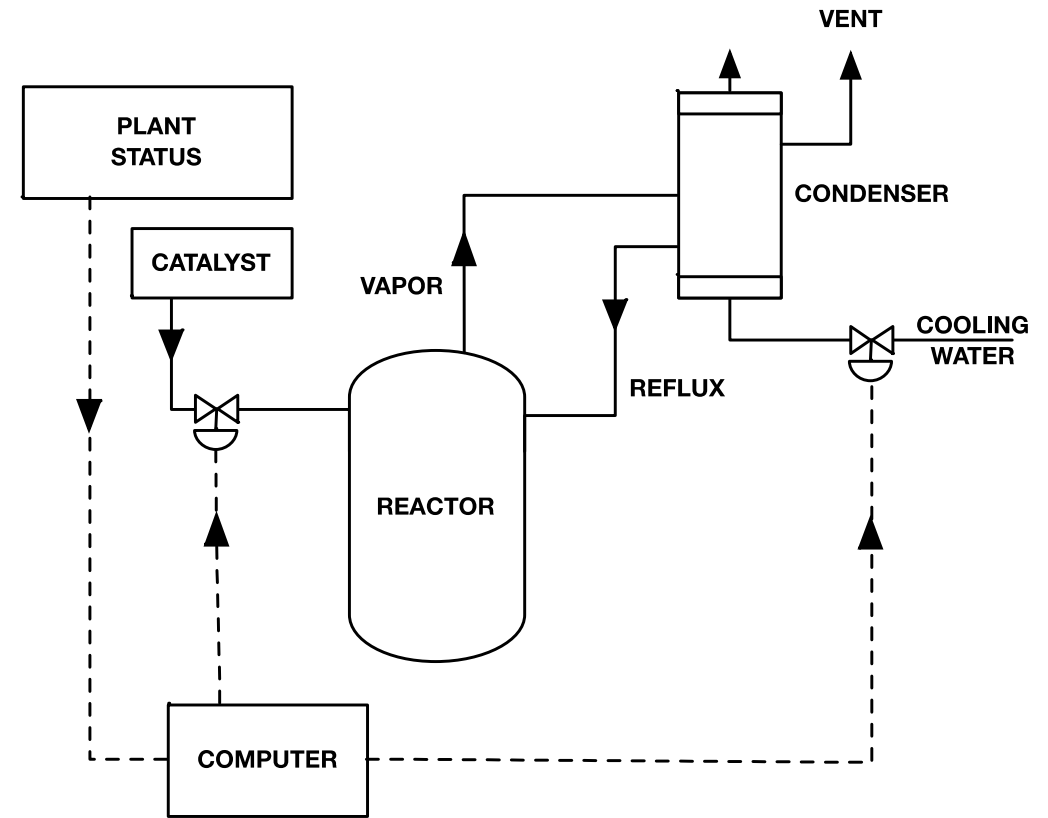 VENT
PLANT
STATUS
CONDENSER
CATALYST
VAPOR
COOLING
WATER
REFLUX
REACTOR
COMPUTER